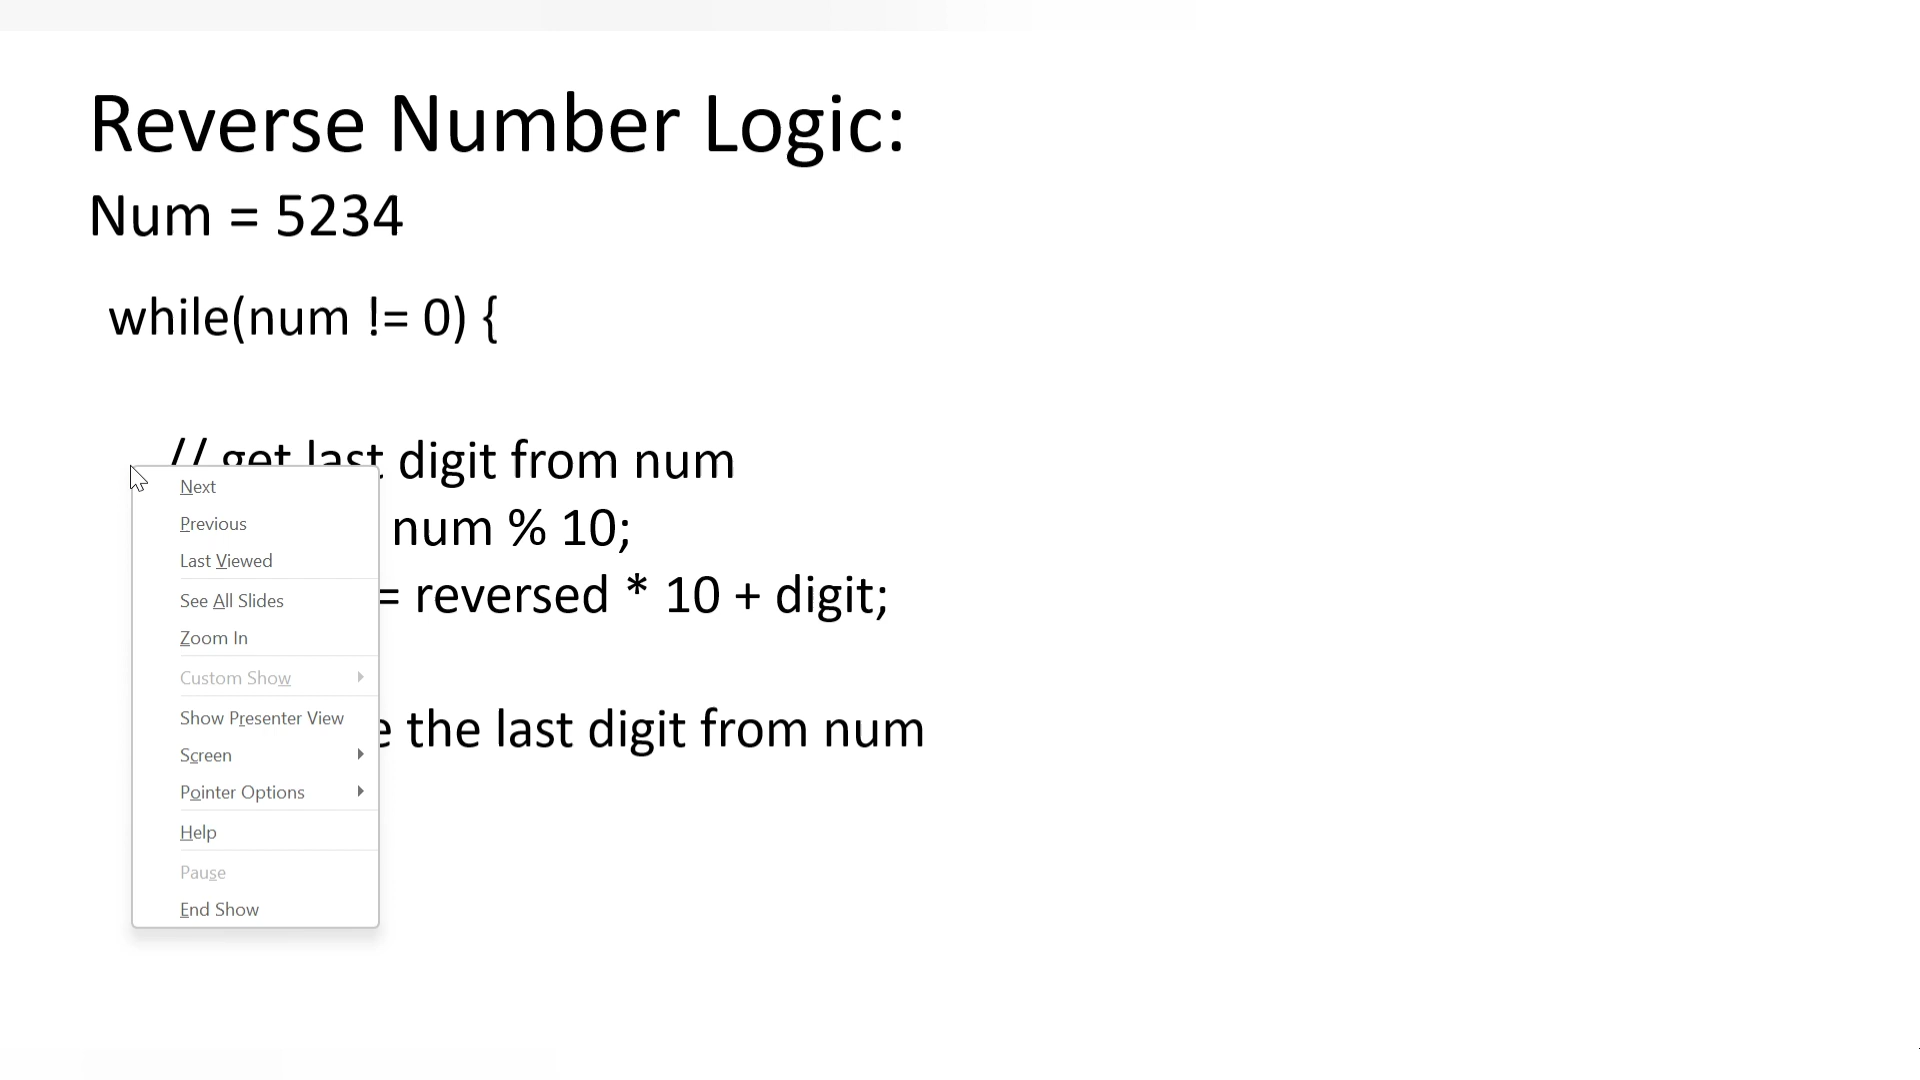 Reverse Number Logic:
Num = 5234
while(num != 0) {
// get last digit from num
num % 10;
= reversed * 10 + digit;
the last digit from num
Next
Previous
Last Viewed
See All Slides
Zoom In
Custom Show
Show Presenter View
Screen
Pointer Options
Help
Pause
End Show